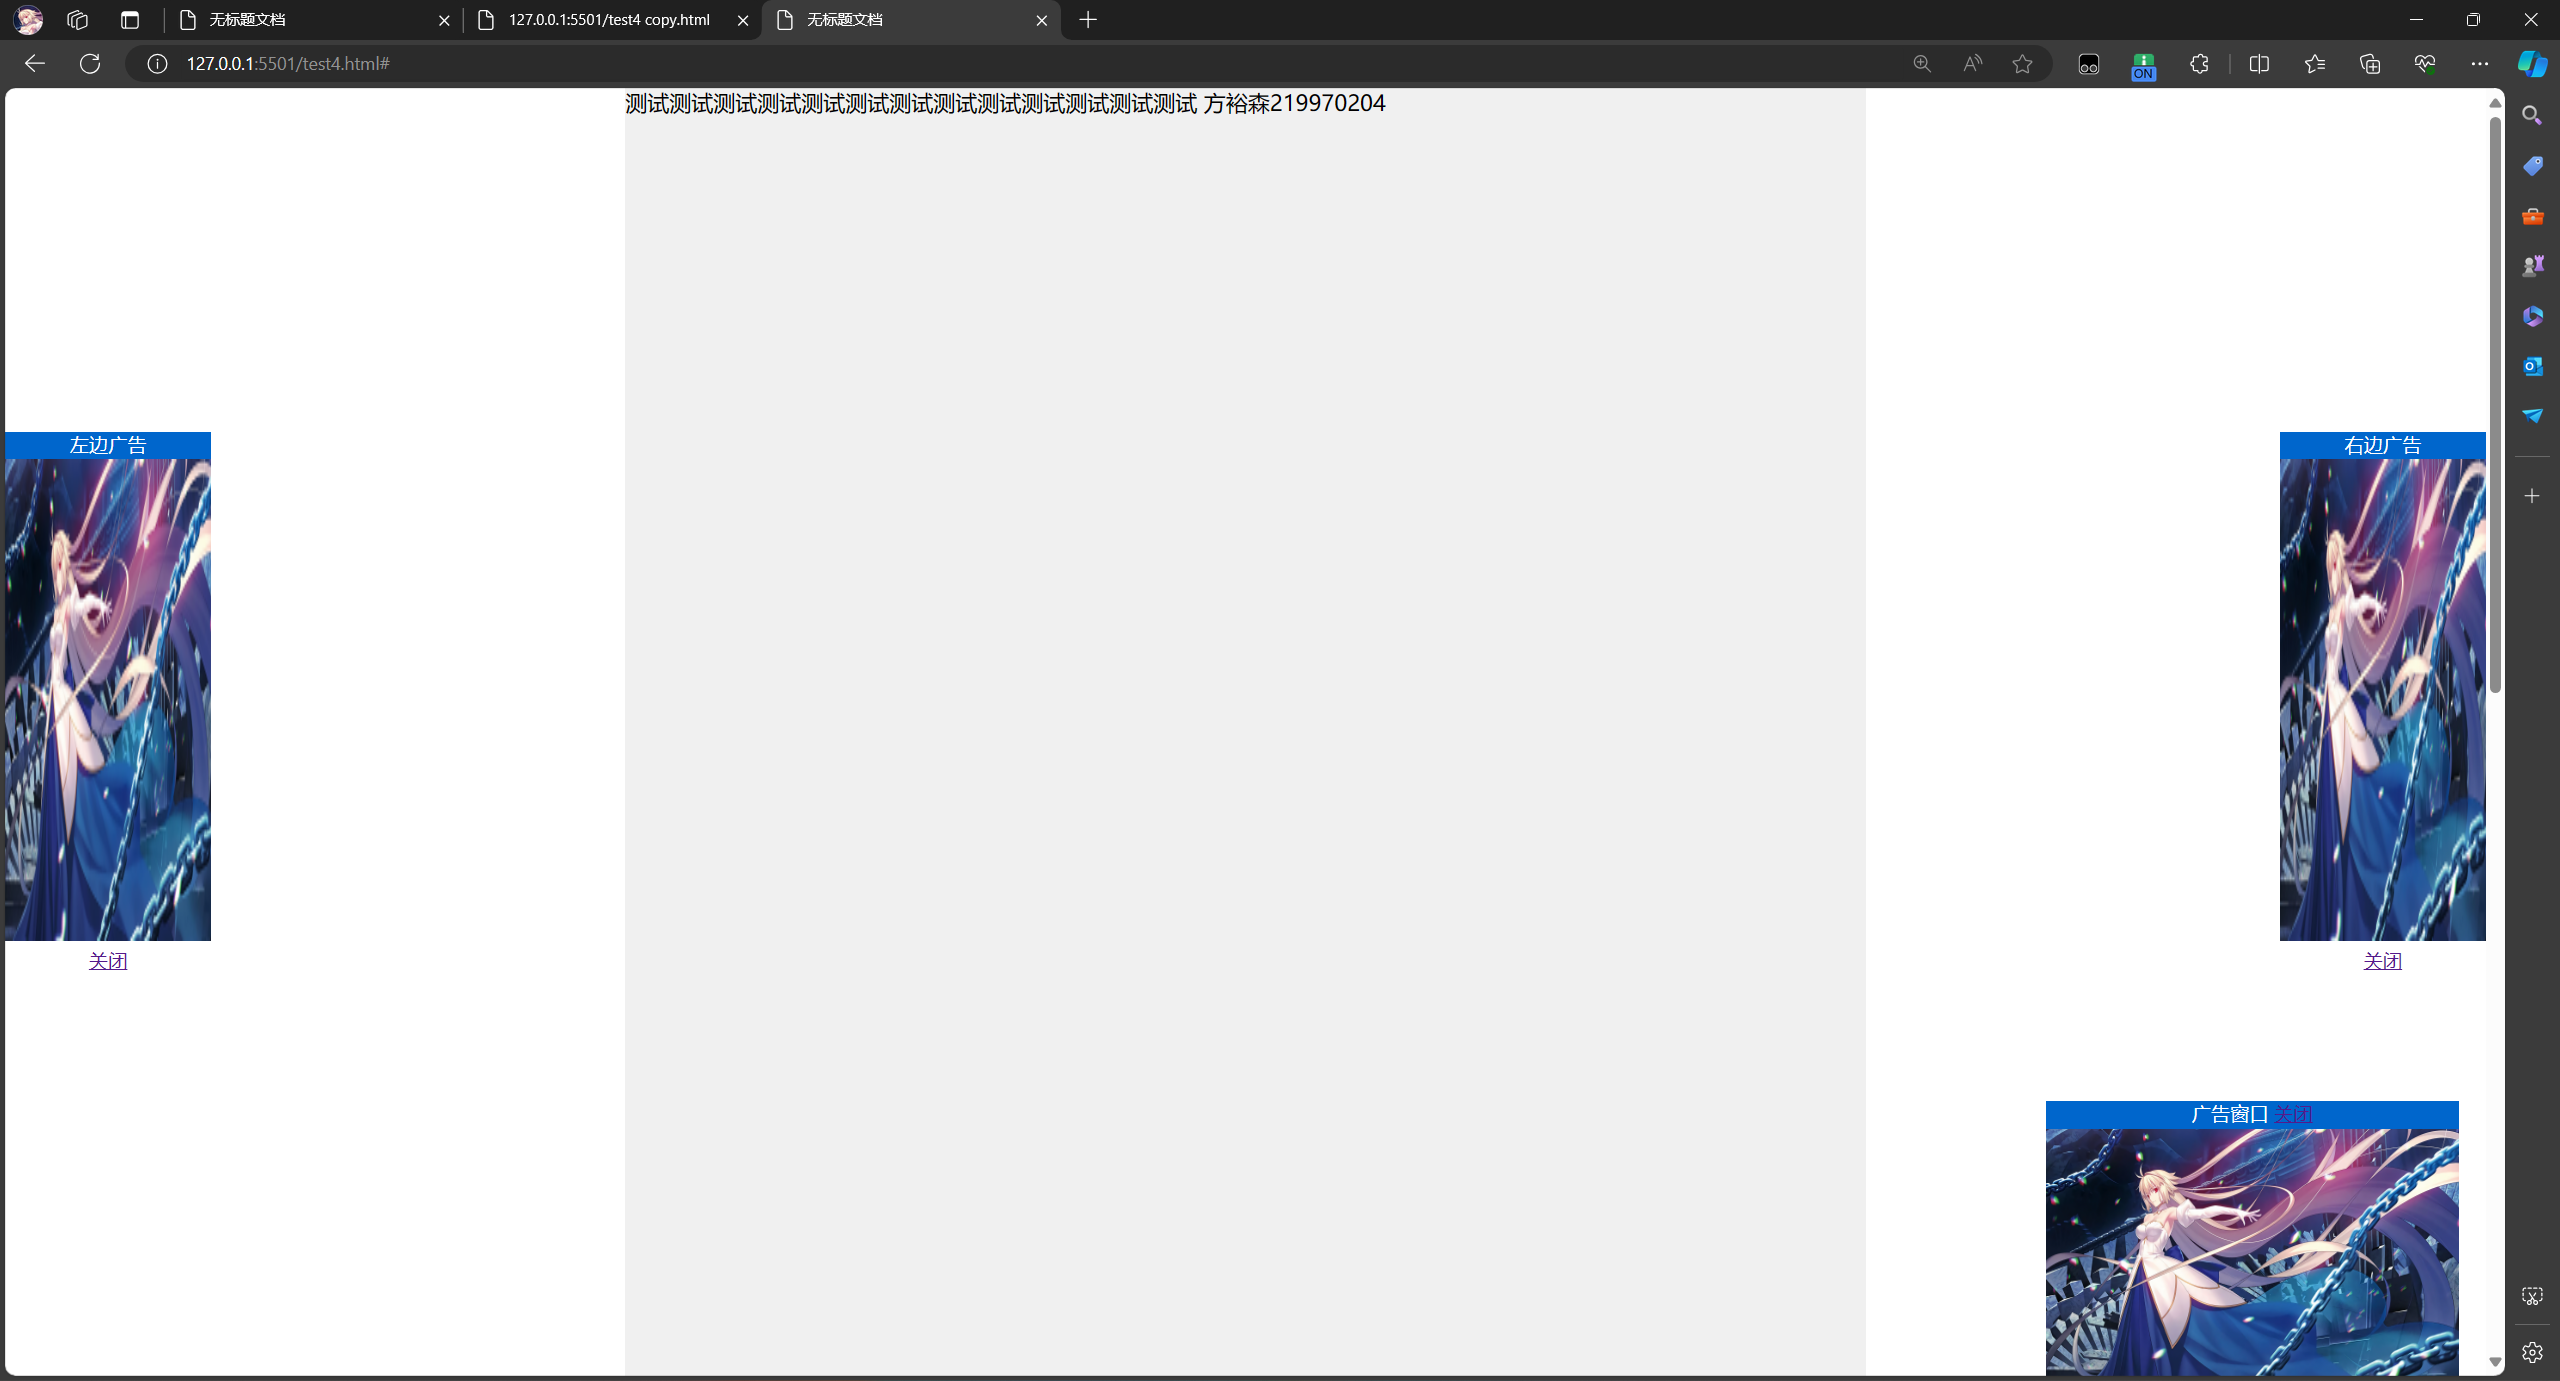 无标题文档
127.0.0.1:5501/test4 copy.html
无标题文档
127.0.0.1:5501/test4.html#
ON
测试测试测试测试测试测试测试测试测试测试测试测试测试 方裕森219970204
左边广告
关闭
右边广告
关闭
广告窗口 关闭